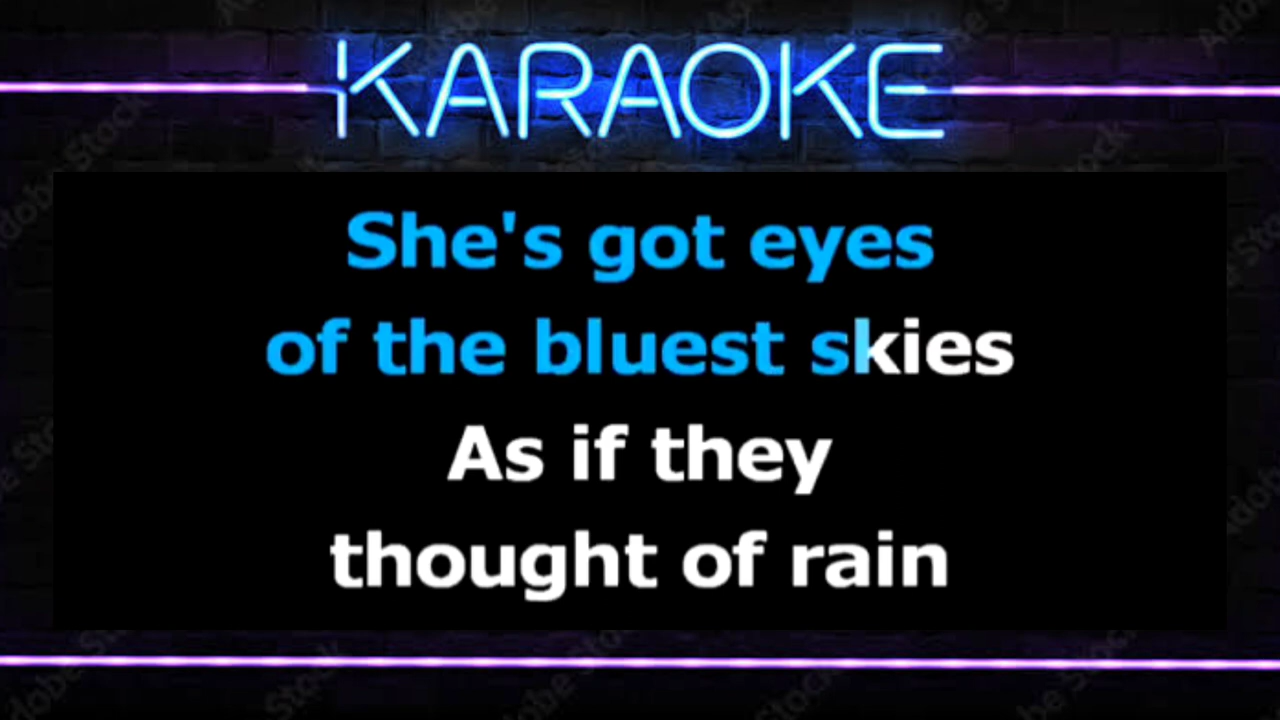 KARAOKE
She's got eyes
of the bluest skies
As if they
thought of rain